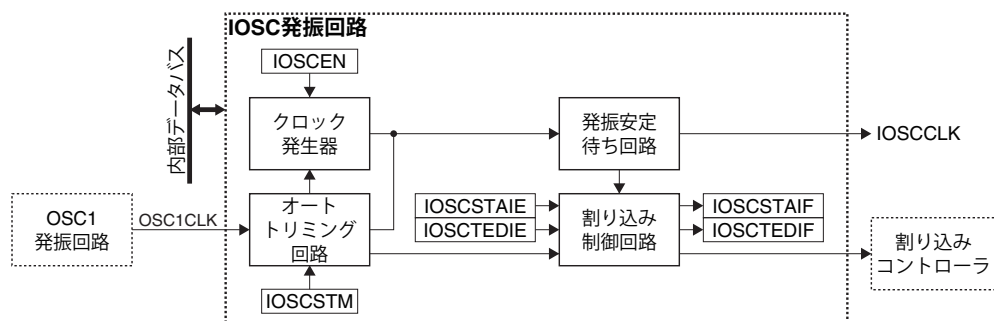 IOSC発振回路
内部データバス
IOSCEN
クロック
発生器
発振安定
待ち回路
IOSCCLK
OSC1
発振回路
OSC1CLK
オート
トリミング
回路
IOSCSTAIE
IOSCTEDIE
割り込み
制御回路
IOSCSTAIF
IOSCTEDIF
割り込み
コントローラ
IOSCSTM